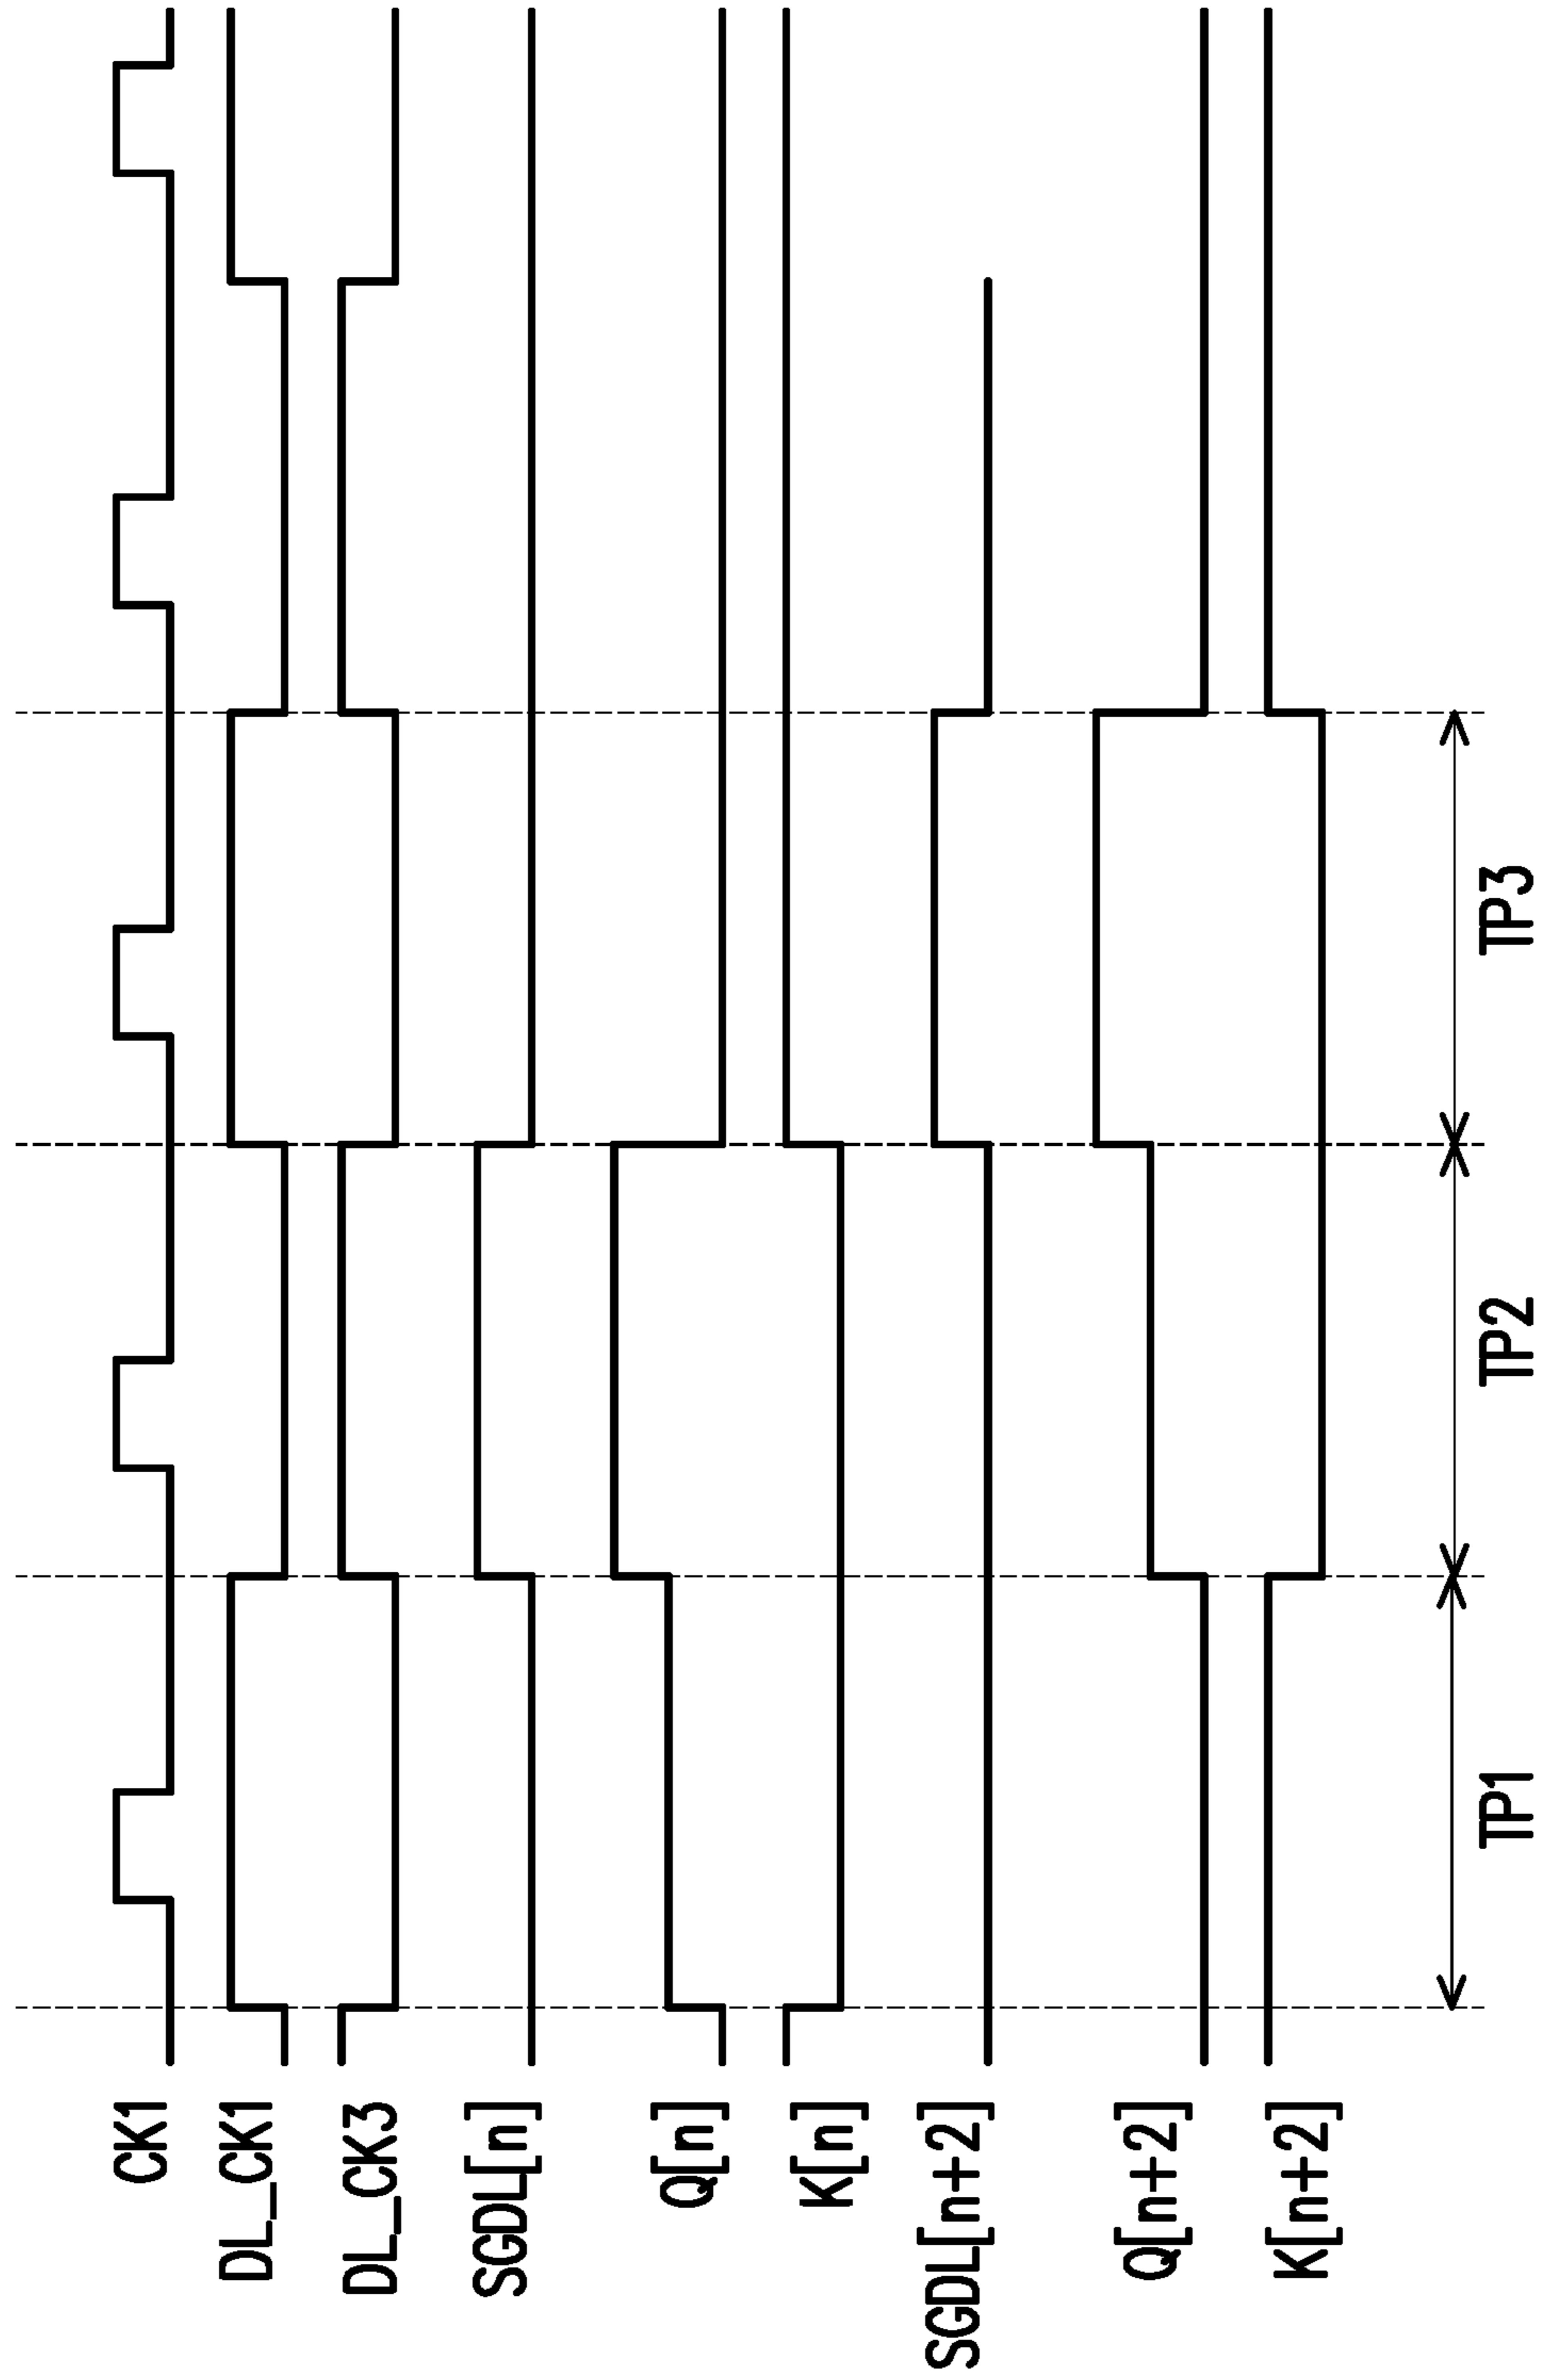 CK1
DL_CK1
DL_CK3
SGDL[n]
Q[n]
K[n]
SGDL[n+2]
Q[n+2]
K[n+2]
TP1
TP2
TP3